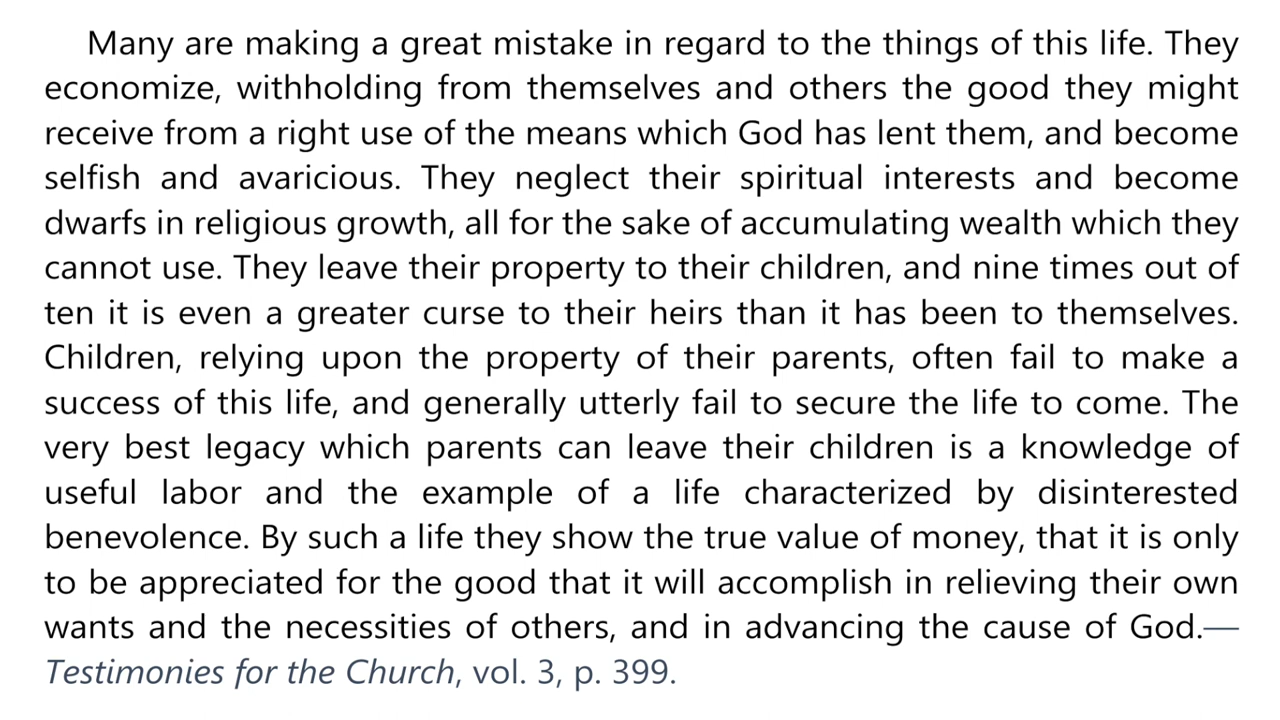 Many are making a great mistake in regard to the things of this life. They
economize, withholding from themselves and others the good they might
receive from a right use of the means which God has lent them, and become
selfish and avaricious. They neglect their spiritual interests and become
dwarfs in religious growth, all for the sake of accumulating wealth which they
cannot use. They leave their property to their children, and nine times out of
ten it is even a greater curse to their heirs than it has been to themselves.
Children, relying upon the property of their parents, often fail to make a
success of this life, and generally utterly fail to secure the life to come. The
very best legacy which parents can leave their children is a knowledge of
useful labor and the example of a life characterized by disinterested
benevolence. By such a life they show the true value of money, that it is only
to be appreciated for the good that it will accomplish in relieving their own
wants and the necessities of others, and in advancing the cause of God.—
Testimonies for the Church, vol. 3, p. 399.